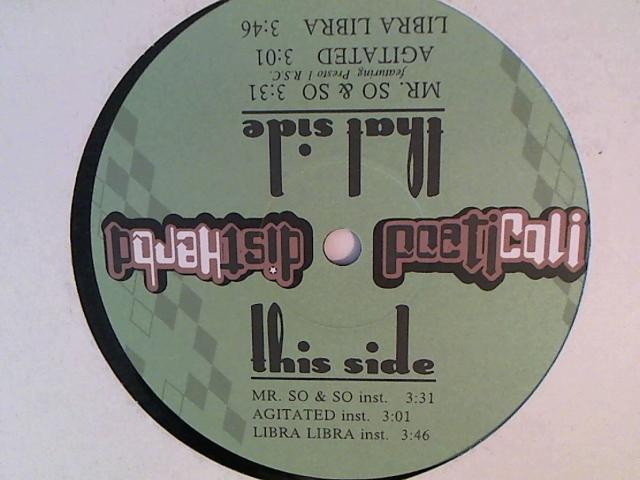 that side
MR. SO & SO 3:31
featuring Presto 1 R.S.C.
AGITATED 3:01
LIBRA LIBRA 3:46
poetiCali
this side
MR. SO & SO inst. 3:31
AGITATED inst. 3:01
LIBRA LIBRA inst. 3:46